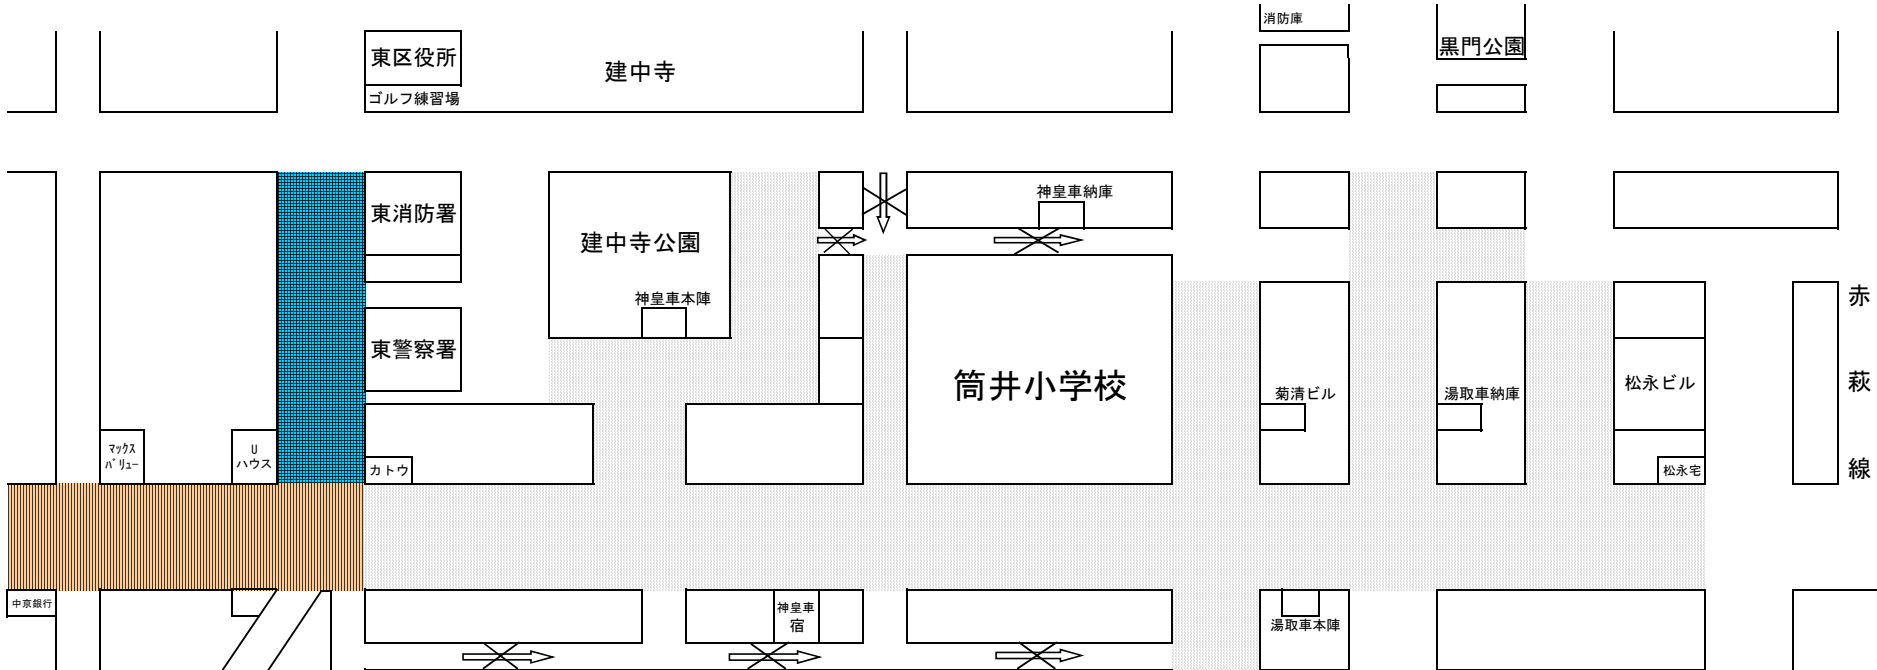 消防庫
黒門公園
東区役所
建中寺
ゴルフ練習場
神皇車納庫
東消防署
建中寺公園
神皇車本陣
赤
萩
線
東警察署
筒井小学校
菊清ビル
湯取車納庫
松永ビル
ﾏｯｸｽ
ﾊﾞﾘｭｰ
U
ハウス
カトウ
松永宅
中京銀行
神皇車
宿
湯取車本陣